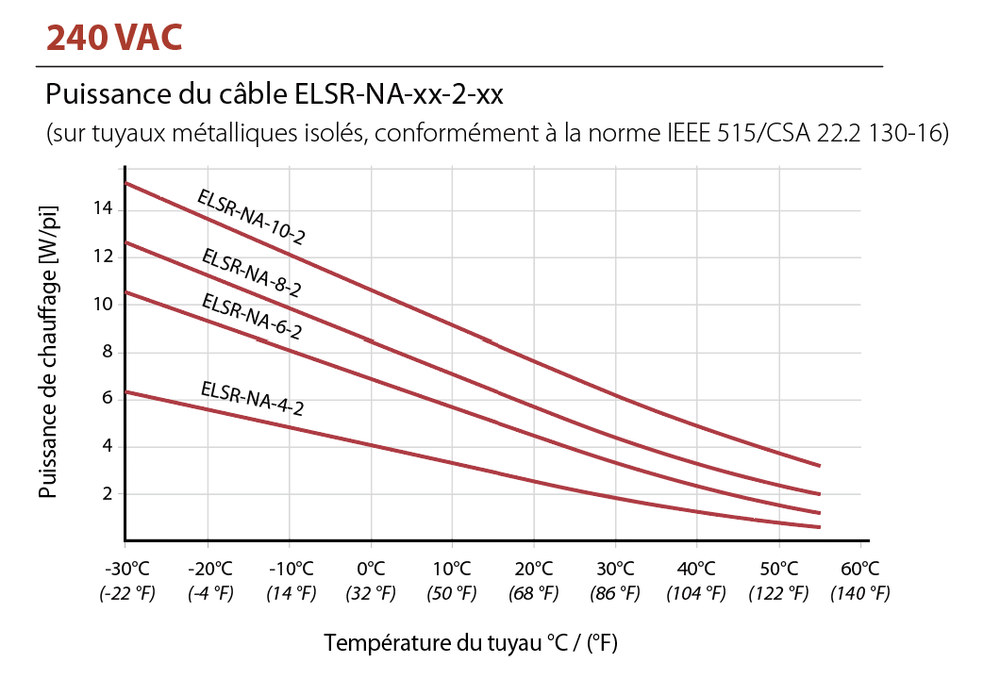 240 VAC
Puissance du câble ELSR-NA-xx-2-xx
(sur tuyaux métalliques isolés, conformément à la norme IEEE 515/CSA 22.2 130-16)
Puissance de chauffage [W/pi]
14
12
10
8
6
4
2
ELSR-NA-10-2
ELSR-NA-8-2
ELSR-NA-6-2
ELSR-NA-4-2
-30°C -20°C -10°C 0°C 10°C 20°C 30°C 40°C 50°C 60°C
(-22 °F) (-4 °F) (14 °F) (32 °F) (50 °F) (68 °F) (86 °F) (104 °F) (122 °F) (140 °F)
Température du tuyau °C / (°F)